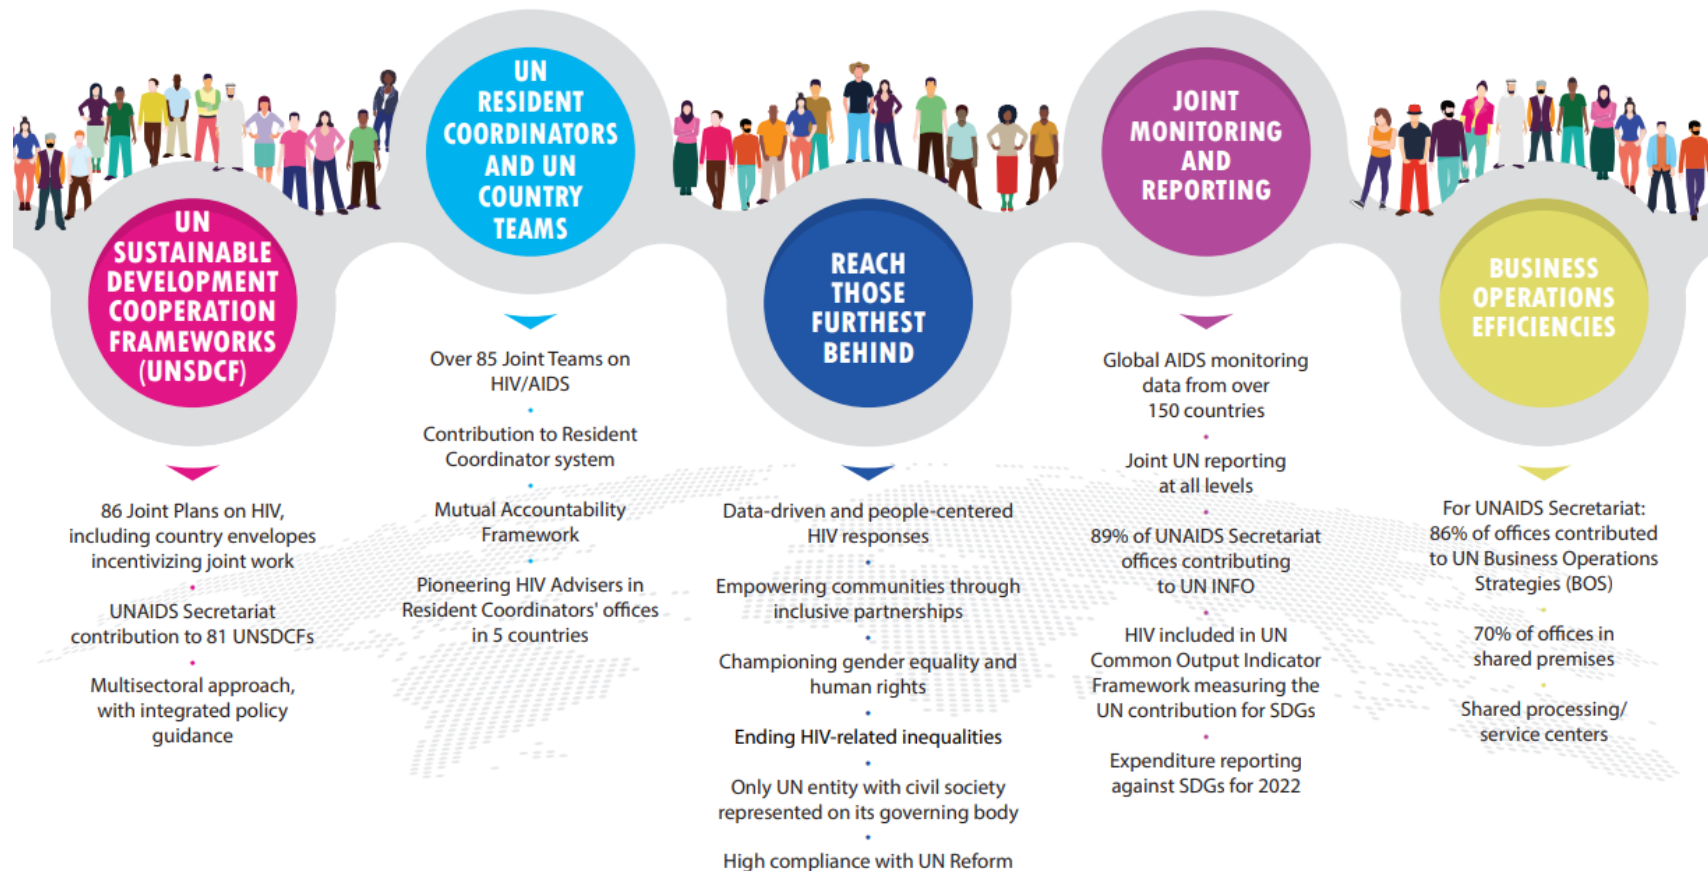 UN
SUSTAINABLE
DEVELOPMENT
COOPERATION
FRAMEWORKS
(UNSDCF)
86 Joint Plans on HIV,
including country envelopes
incentivizing joint work
UNAIDS Secretariat
contribution to 81 UNSDCFs
Multisectoral approach,
with integrated policy
guidance
UN
RESIDENT
COORDINATORS
AND UN
COUNTRY
TEAMS
Over 85 Joint Teams on
HIV/AIDS
Contribution to Resident
Coordinator system
Mutual Accountability
Framework
Pioneering HIV Advisers in
Resident Coordinators' offices
in 5 countries
REACH
THOSE
FURTHEST
BEHIND
Data-driven and people-centered
HIV responses
Empowering communities through
inclusive partnerships
Championing gender equality and
human rights
Ending HIV-related inequalities
Only UN entity with civil society
represented on its governing body
High compliance with UN Reform
JOINT
MONITORING
AND
REPORTING
Global AIDS monitoring
data from over
150 countries
Joint UN reporting
at all levels
89% of UNAIDS Secretariat
offices contributing
to UN INFO
HIV included in UN
Common Output Indicator
Framework measuring the
UN contribution for SDGs
Expenditure reporting
against SDGs for 2022
BUSINESS
OPERATIONS
EFFICIENCIES
For UNAIDS Secretariat:
86% of offices contributed
to UN Business Operations
Strategies (BOS)
70% of offices in
shared premises
Shared processing/
service centers